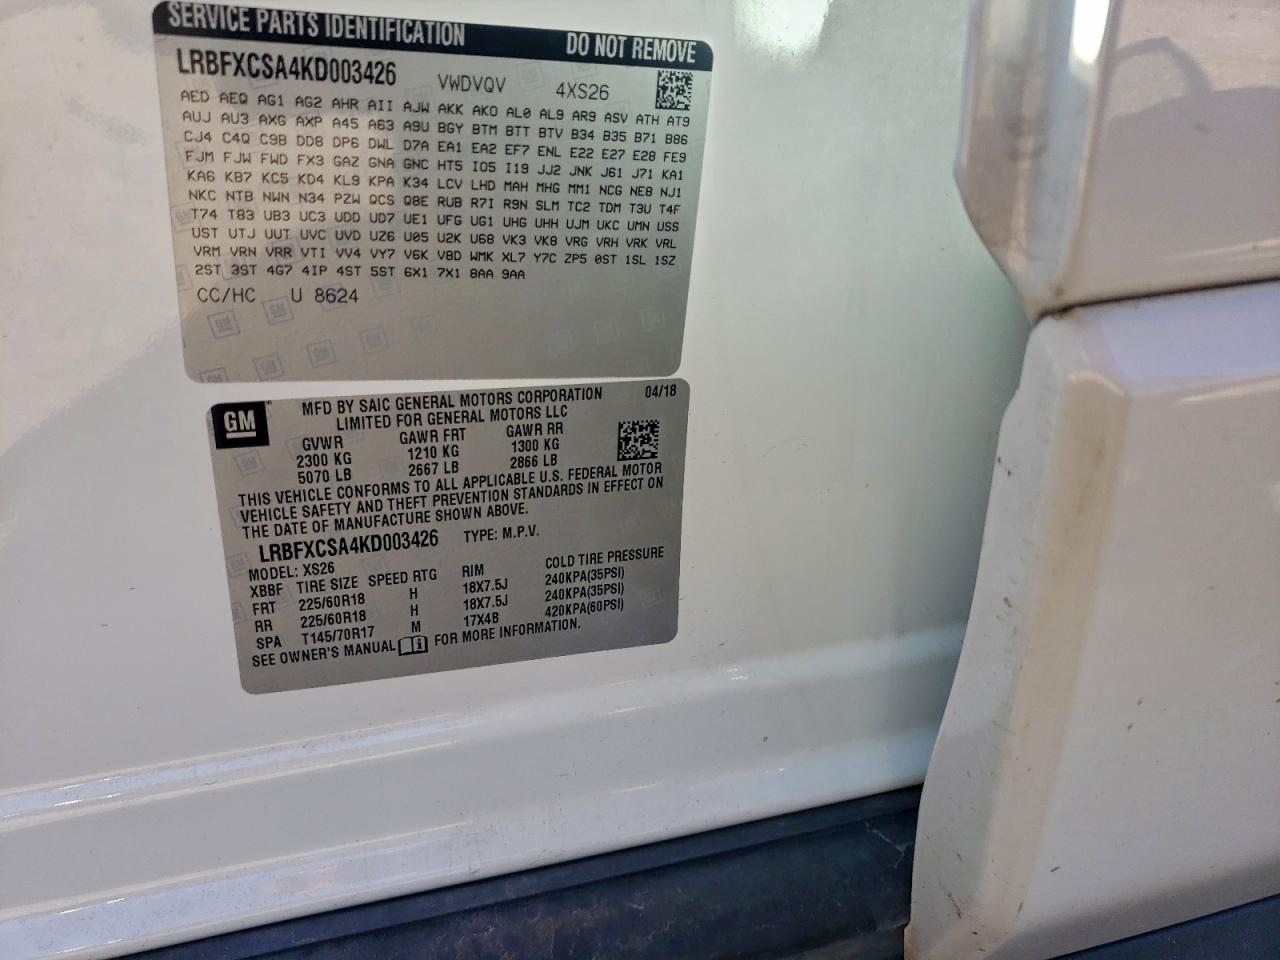 SERVICE PARTS IDENTIFICATION DO NOT REMOVE
LRBFXCSA4KD003426 VWDVQV 4XS26
AED AEQ AG1 AG2 AHR AII AJW AKK AKO AL0 AL9 AR9 ASV ATH AT9
AUJ AU3 AXG AXP A45 A63 A9U BGY BTM BTT BTV B34 B35 B71 B86
CJ4 C4Q C9B DD8 DP6 DWL D7A EA1 EA2 EF7 ENL E22 E27 E28 FE9
FJM FJW FWD FX3 GAZ GNA GNC HT5 IO5 I19 JJ2 JNK J61 J71 KA1
KA6 KB7 KC5 KD4 KL9 KPA K34 LCV LHD MAH MHG MM1 NCG NE8 NJ1
NKC NTB NWN N34 PZW QCS Q8E RUB R7I R9N SLM TC2 TDM T3U T4F
T74 T83 UB3 UC3 UDD UD7 UE1 UFG UG1 UHG UHH UJM UKC UMN USS
UST UTJ UUT UVC UVD UZ6 U05 U2K U68 VK3 VK8 VRG VRH VRK VRL
VRM VRN VRR VTI VV4 VY7 V6K V8D WMK XL7 Y7C ZP5 0ST 1SL 1SZ
2ST 3ST 4G7 4IP 4ST 5ST 6X1 7X1 8AA 9AA
CC/HC U 8624
GM
MFD BY SAIC GENERAL MOTORS CORPORATION 04/18
LIMITED FOR GENERAL MOTORS LLC
GVWR GAWR FRT GAWR RR
2300 KG 1210 KG 1300 KG
5070 LB 2667 LB 2866 LB
THIS VEHICLE CONFORMS TO ALL APPLICABLE U.S. FEDERAL MOTOR
VEHICLE SAFETY AND THEFT PREVENTION STANDARDS IN EFFECT ON
THE DATE OF MANUFACTURE SHOWN ABOVE.
LRBFXCSA4KD003426 TYPE: M.P.V.
MODEL: XS26
XBBF TIRE SIZE SPEED RTG RIM COLD TIRE PRESSURE
FRT 225/60R18 H 18X7.5J 240KPA(35PSI)
RR 225/60R18 H 18X7.5J 240KPA(35PSI)
SPA T145/70R17 M 17X4B 420KPA(60PSI)
SEE OWNER'S MANUAL FOR MORE INFORMATION.